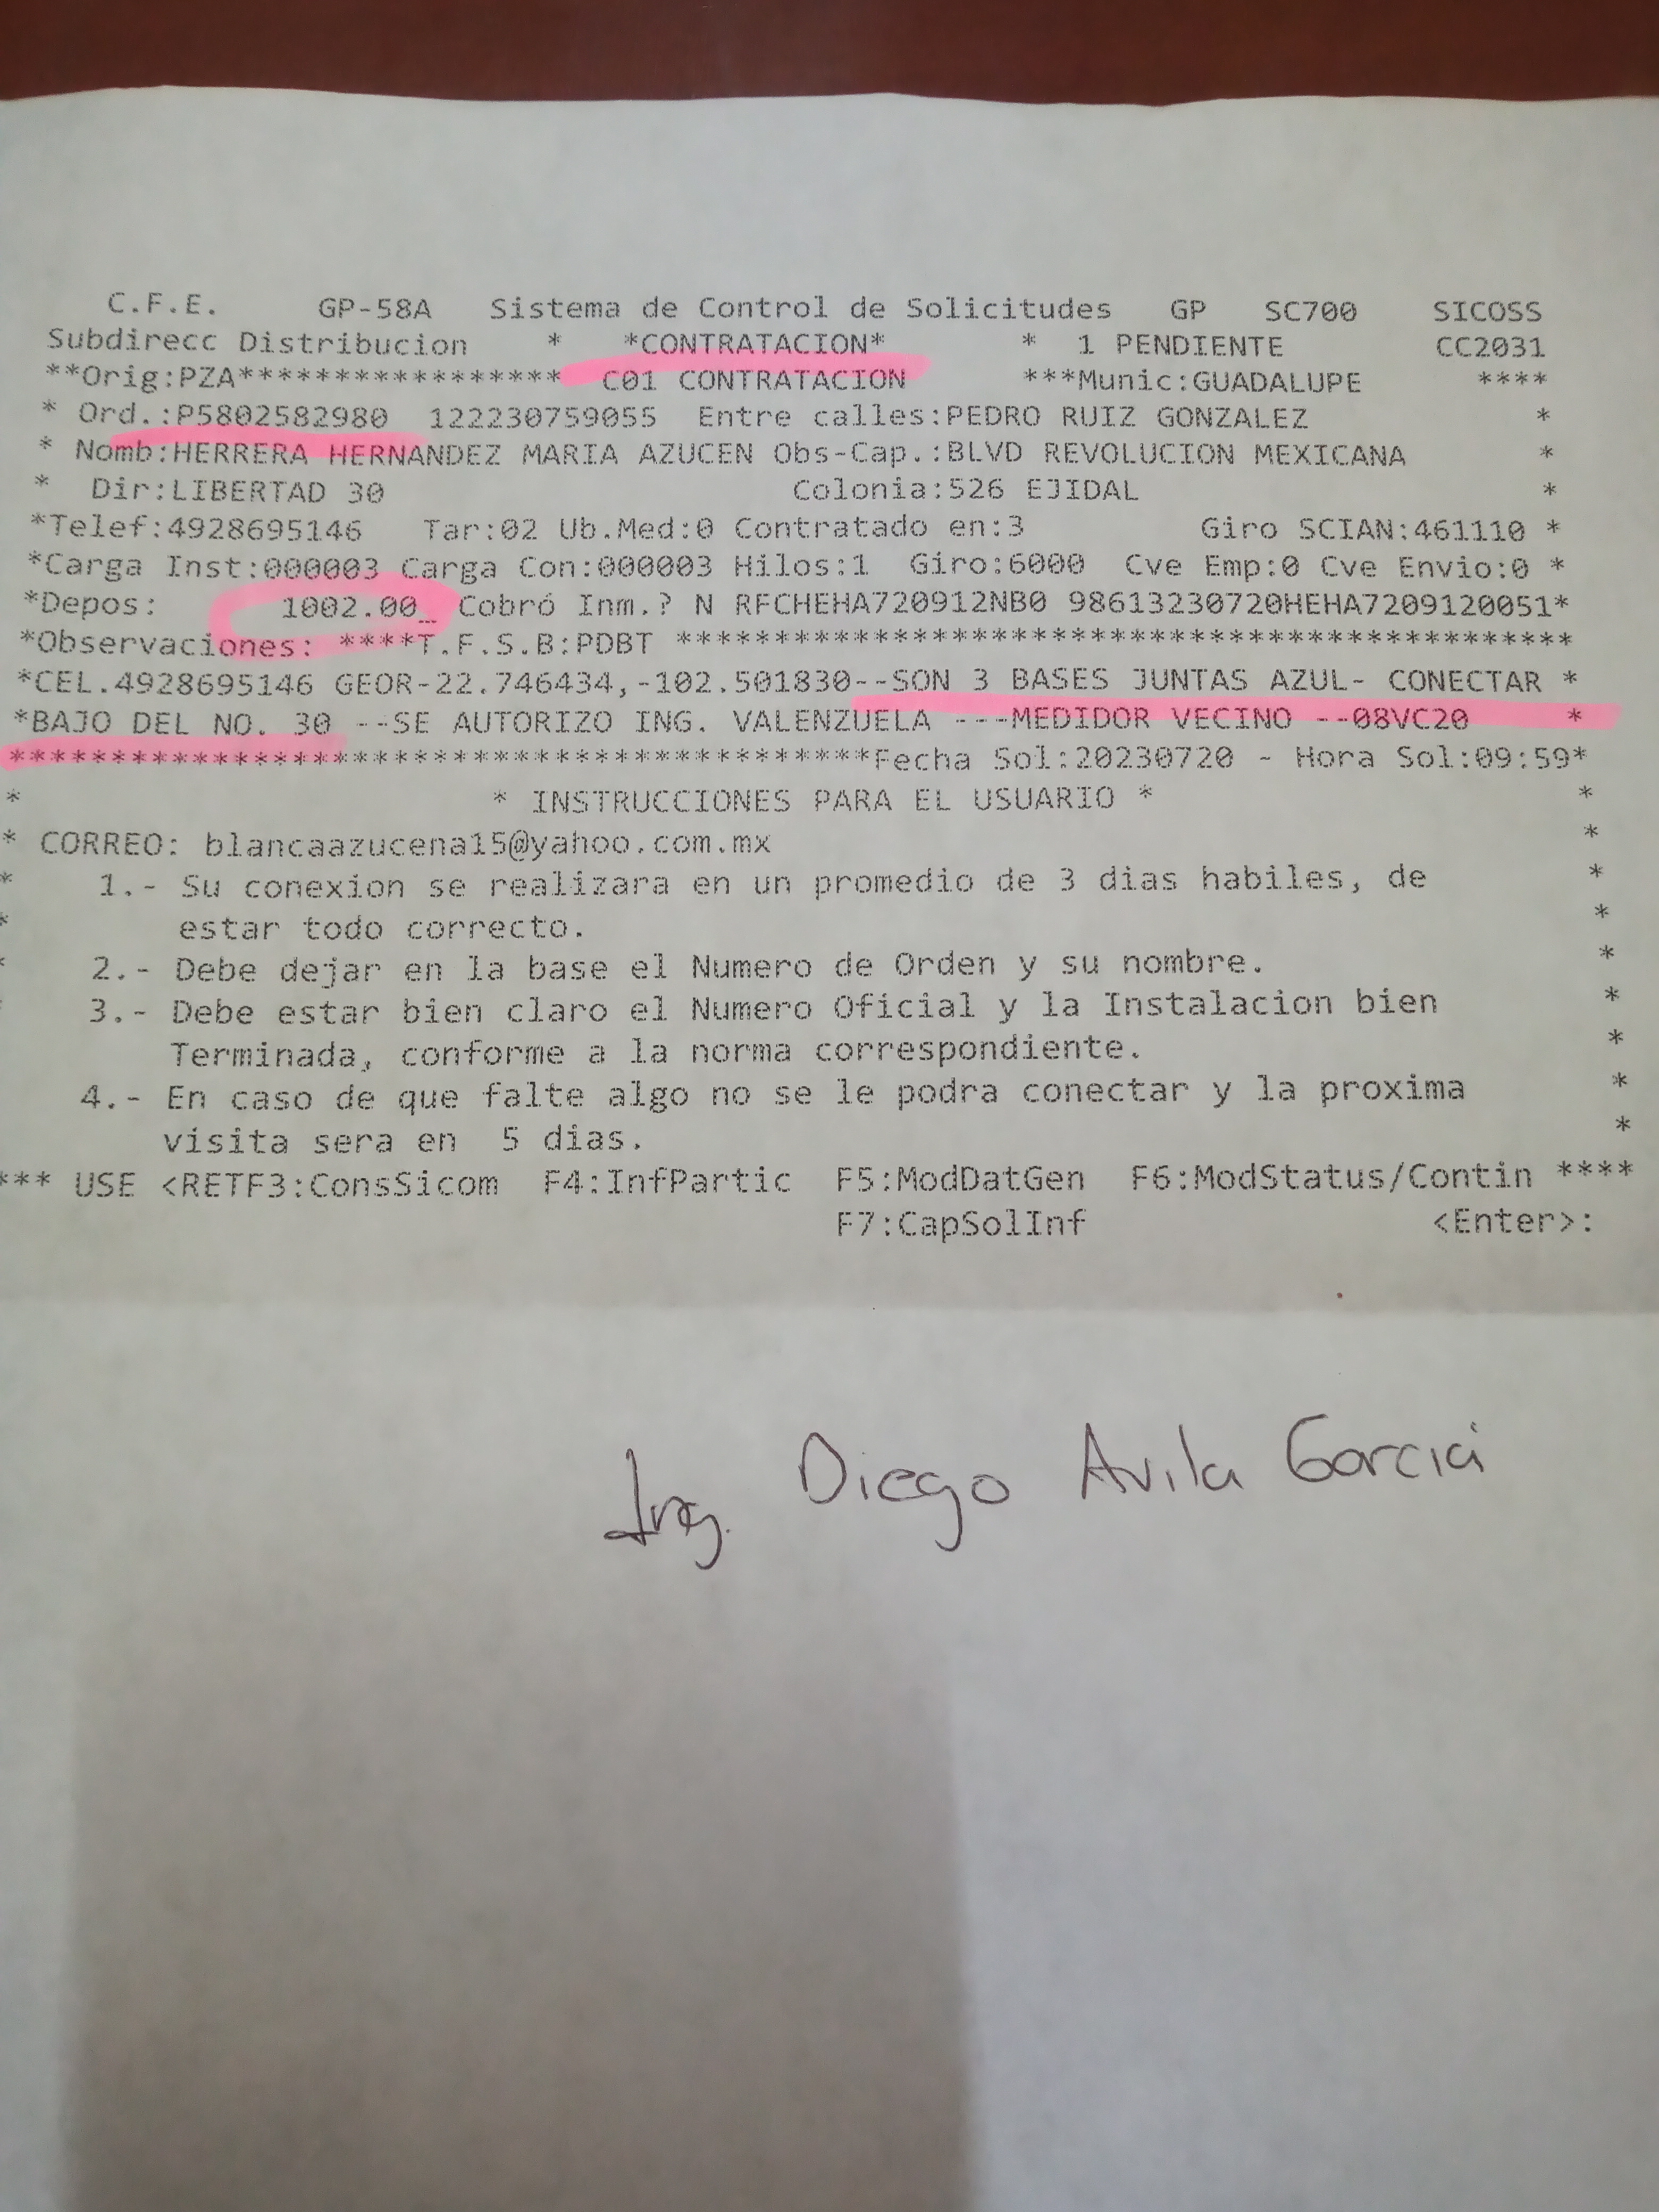 C.F.E. GP-58A Sistema de Control de Solicitudes GP SC700 SICOSS
Subdirecc Distribucion * *CONTRATACION* * 1 PENDIENTE CC2031
**Orig:PZA***************** C01 CONTRATACION ***Munic:GUADALUPE ****
* Ord.:P5802582980 122230759055 Entre calles:PEDRO RUIZ GONZALEZ *
* Nomb:HERRERA HERNANDEZ MARIA AZUCEN Obs-Cap.:BLVD REVOLUCION MEXICANA *
* Dir:LIBERTAD 30 Colonia:526 EJIDAL *
*Telef:4928695146 Tar:02 Ub.Med:0 Contratado en:3 Giro SCIAN:461110 *
*Carga Inst:000003 Carga Con:000003 Hilos:1 Giro:6000 Cve Emp:0 Cve Envio:0 *
*Depos: 1002.00_ Cobró Inm.? N RFCHEHA720912NB0 98613230720HEHA7209120051*
*Observaciones: ****T.F.S.B:PDBT **********************************************
*CEL.4928695146 GEOR-22.746434,-102.501830--SON 3 BASES JUNTAS AZUL- CONECTAR *
*BAJO DEL NO. 30 --SE AUTORIZO ING. VALENZUELA ---MEDIDOR VECINO --08VC20 *
********************************************Fecha Sol:20230720 - Hora Sol:09:59*
* * INSTRUCCIONES PARA EL USUARIO * *
* CORREO: blancaazucena15@yahoo.com.mx *
* 1.- Su conexion se realizara en un promedio de 3 dias habiles, de *
* estar todo correcto. *
* 2.- Debe dejar en la base el Numero de Orden y su nombre. *
* 3.- Debe estar bien claro el Numero Oficial y la Instalacion bien *
Terminada, conforme a la norma correspondiente. *
4.- En caso de que falte algo no se le podra conectar y la proxima *
visita sera en 5 dias. *
*** USE <RETF3:ConsSicom F4:InfPartic F5:ModDatGen F6:ModStatus/Contin ****
F7:CapSolInf <Enter>:
Ing. Diego Avila Garcia